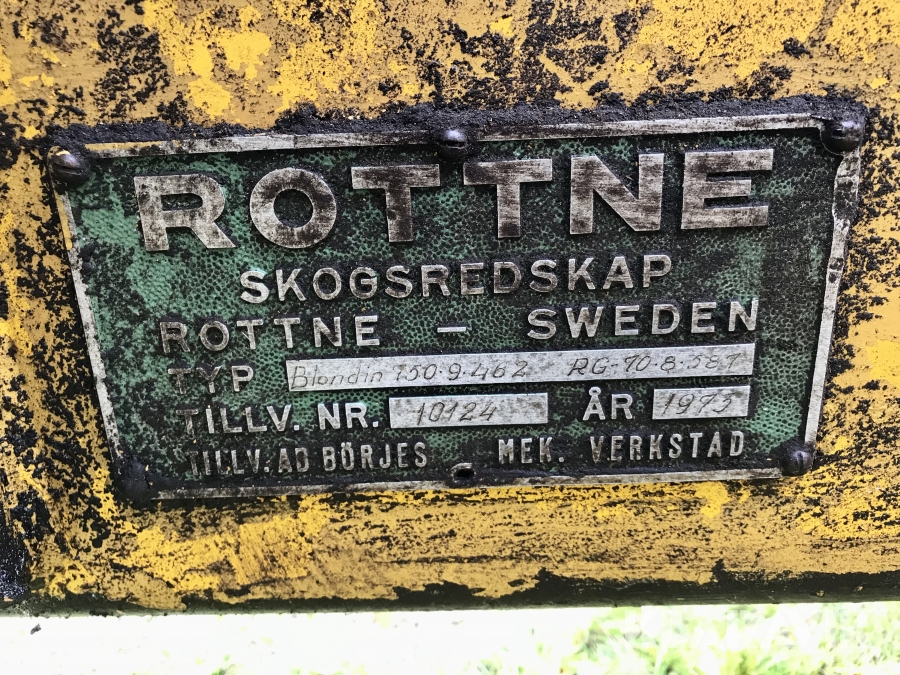 ROTTNE
SKOGSREDSKAP
ROTTNE - SWEDEN
TYP Blondin 750.9.462 RG-70.8.587
TILLV. NR. 10124 ÅR 1973
TILLV. AB BÖRJES MEK. VERKSTAD